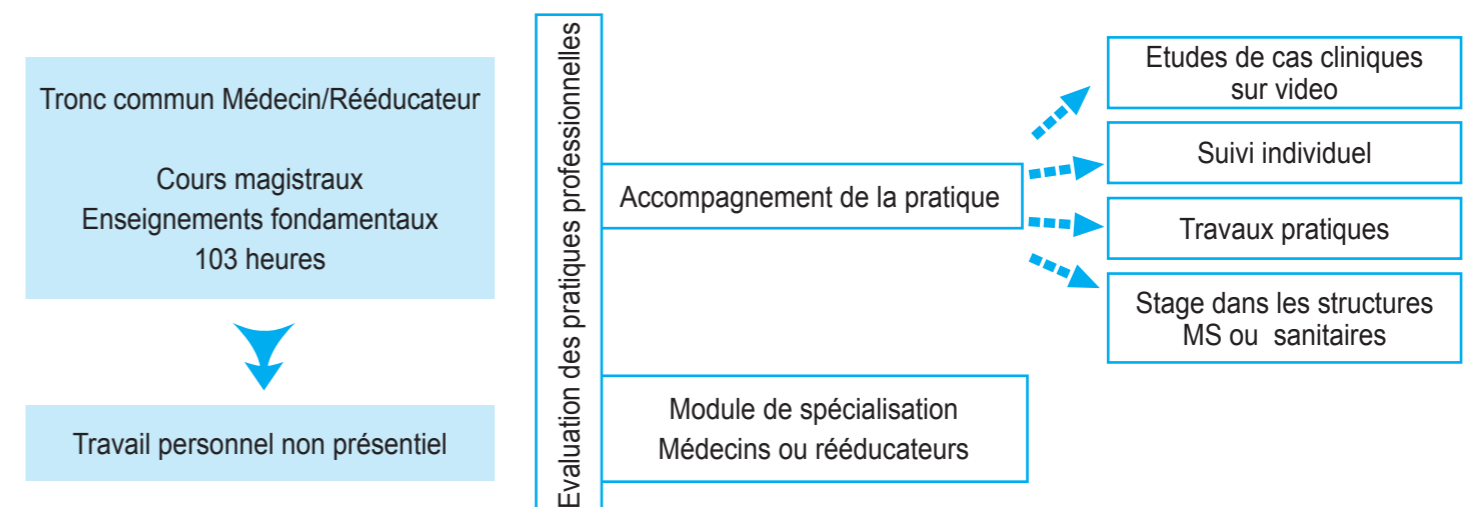 Tronc commun Médecin/Rééducateur
Cours magistraux
Enseignements fondamentaux
103 heures
Travail personnel non présentiel
Evaluation des pratiques professionnelles
Accompagnement de la pratique
Etudes de cas cliniques
sur video
Suivi individuel
Travaux pratiques
Stage dans les structures
MS ou sanitaires
Module de spécialisation
Médecins ou rééducateurs